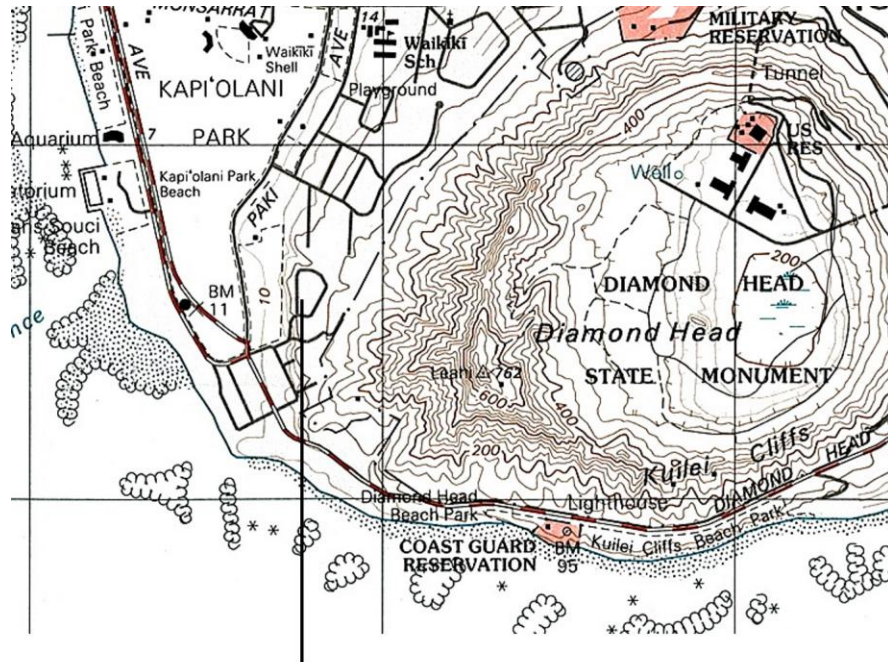 MONSARRAT
14
MILITARY
RESERVATION
AVE
AVE
Park Beach
Waikiki
Shell
Waikiki
Sch
KAPI'OLANI
Playground
Tunnel
400
PARK
Aquarium
7
US
RES
Well
Kapi'olani Park
Beach
PAKI
Beach
200
DIAMOND HEAD
BM
11
10
Diamond Head
Laahi 762
STATE MONUMENT
600
400
200
Kuilei Cliffs
DIAMOND HEAD
Diamond Head
Beach Park
Lighthouse
COAST GUARD
RESERVATION
BM
95
Kuilei Cliffs Beach Park